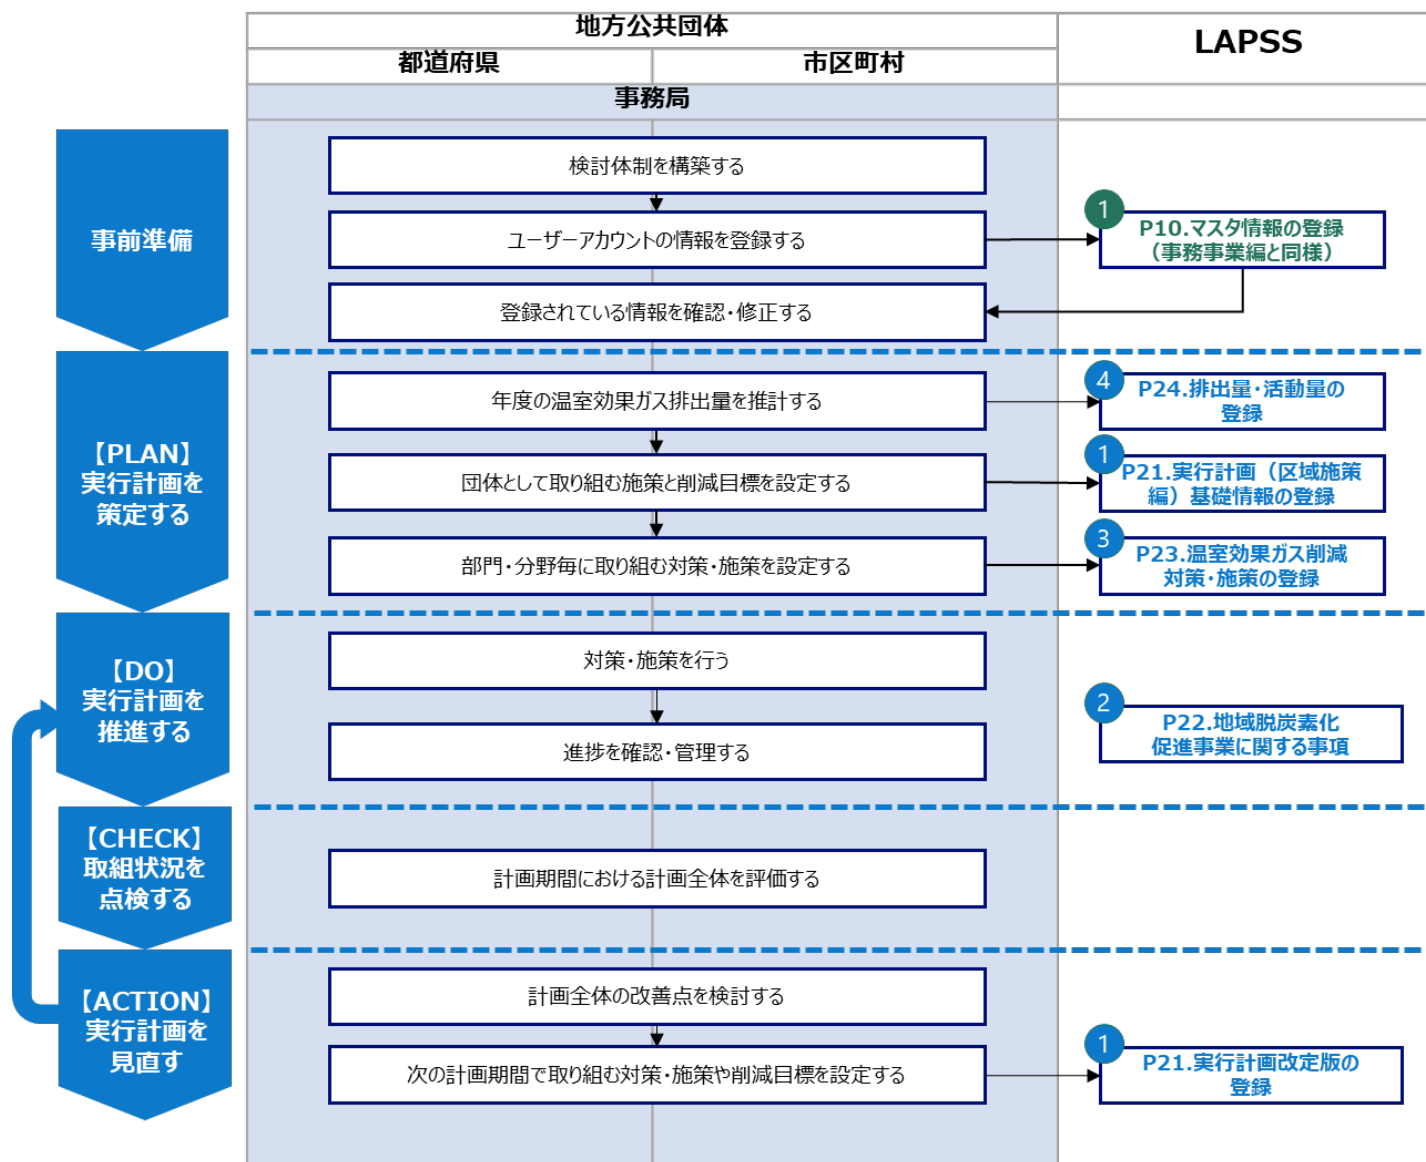 地方公共団体
LAPSS
都道府県
市区町村
事務局
事前準備
検討体制を構築する
ユーザーアカウントの情報を登録する
1
P10.マスタ情報の登録
（事務事業編と同様）
登録されている情報を確認・修正する
【PLAN】
実行計画を
策定する
年度の温室効果ガス排出量を推計する
4
P24.排出量・活動量の
登録
団体として取り組む施策と削減目標を設定する
1
P21.実行計画（区域施策
編）基礎情報の登録
部門・分野毎に取り組む対策・施策を設定する
3
P23.温室効果ガス削減
対策・施策の登録
【DO】
実行計画を
推進する
対策・施策を行う
進捗を確認・管理する
2
P22.地域脱炭素化
促進事業に関する事項
【CHECK】
取組状況を
点検する
計画期間における計画全体を評価する
【ACTION】
実行計画を
見直す
計画全体の改善点を検討する
次の計画期間で取り組む対策・施策や削減目標を設定する
1
P21.実行計画改定版の
登録